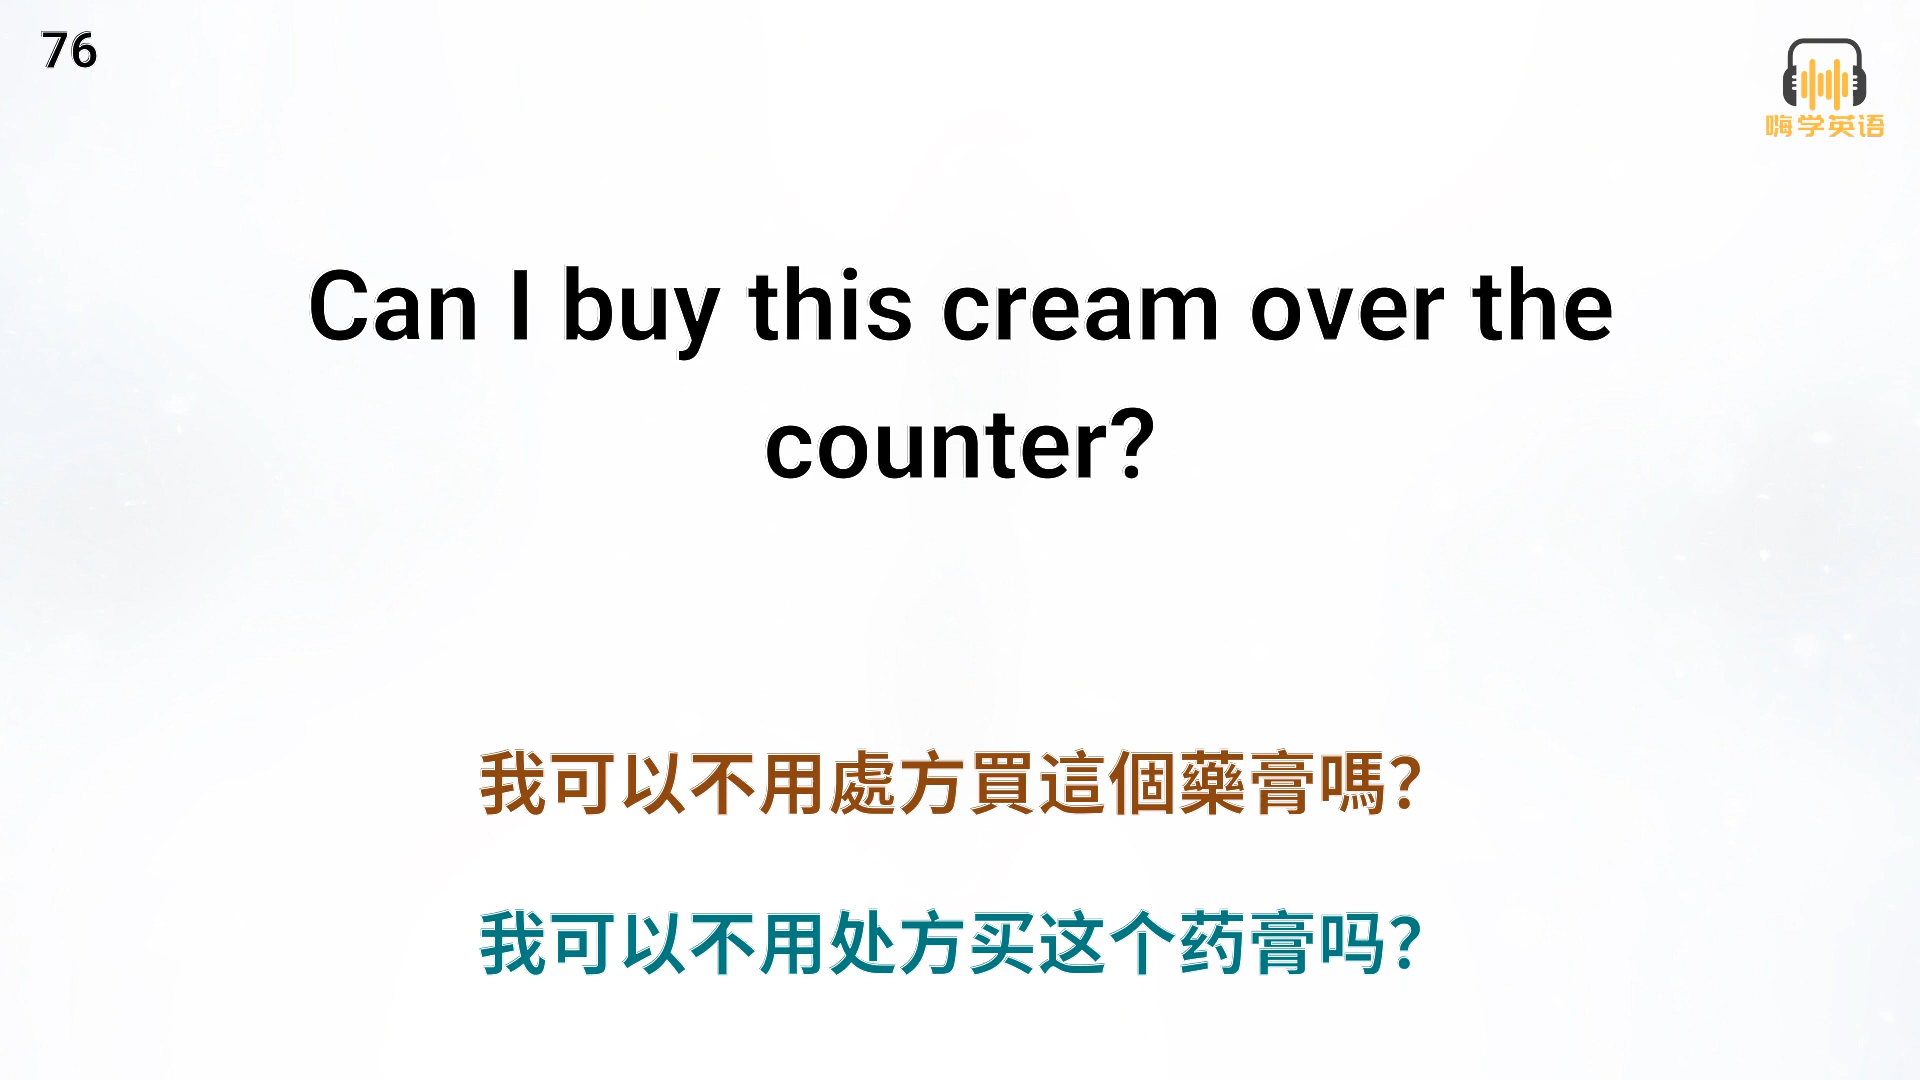 76
嗨学英语
Can I buy this cream over the
counter?
我可以不用處方買這個藥膏嗎?
我可以不用处方买这个药膏吗?